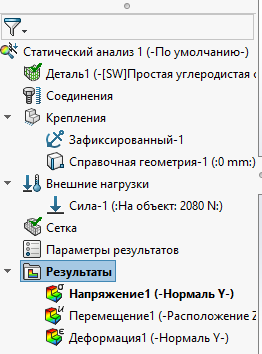 Статический анализ 1 (-По умолчанию-)
Деталь1 (-[SW]Простая углеродистая с
Соединения
Крепления
Зафиксированный-1
Справочная геометрия-1 (:0 mm:)
Внешние нагрузки
Сила-1 (:На объект: 2080 N:)
Сетка
Параметры результатов
Результаты
Напряжение1 (-Нормаль Y-)
Перемещение1 (-Расположение Z
Деформация1 (-Нормаль Y-)